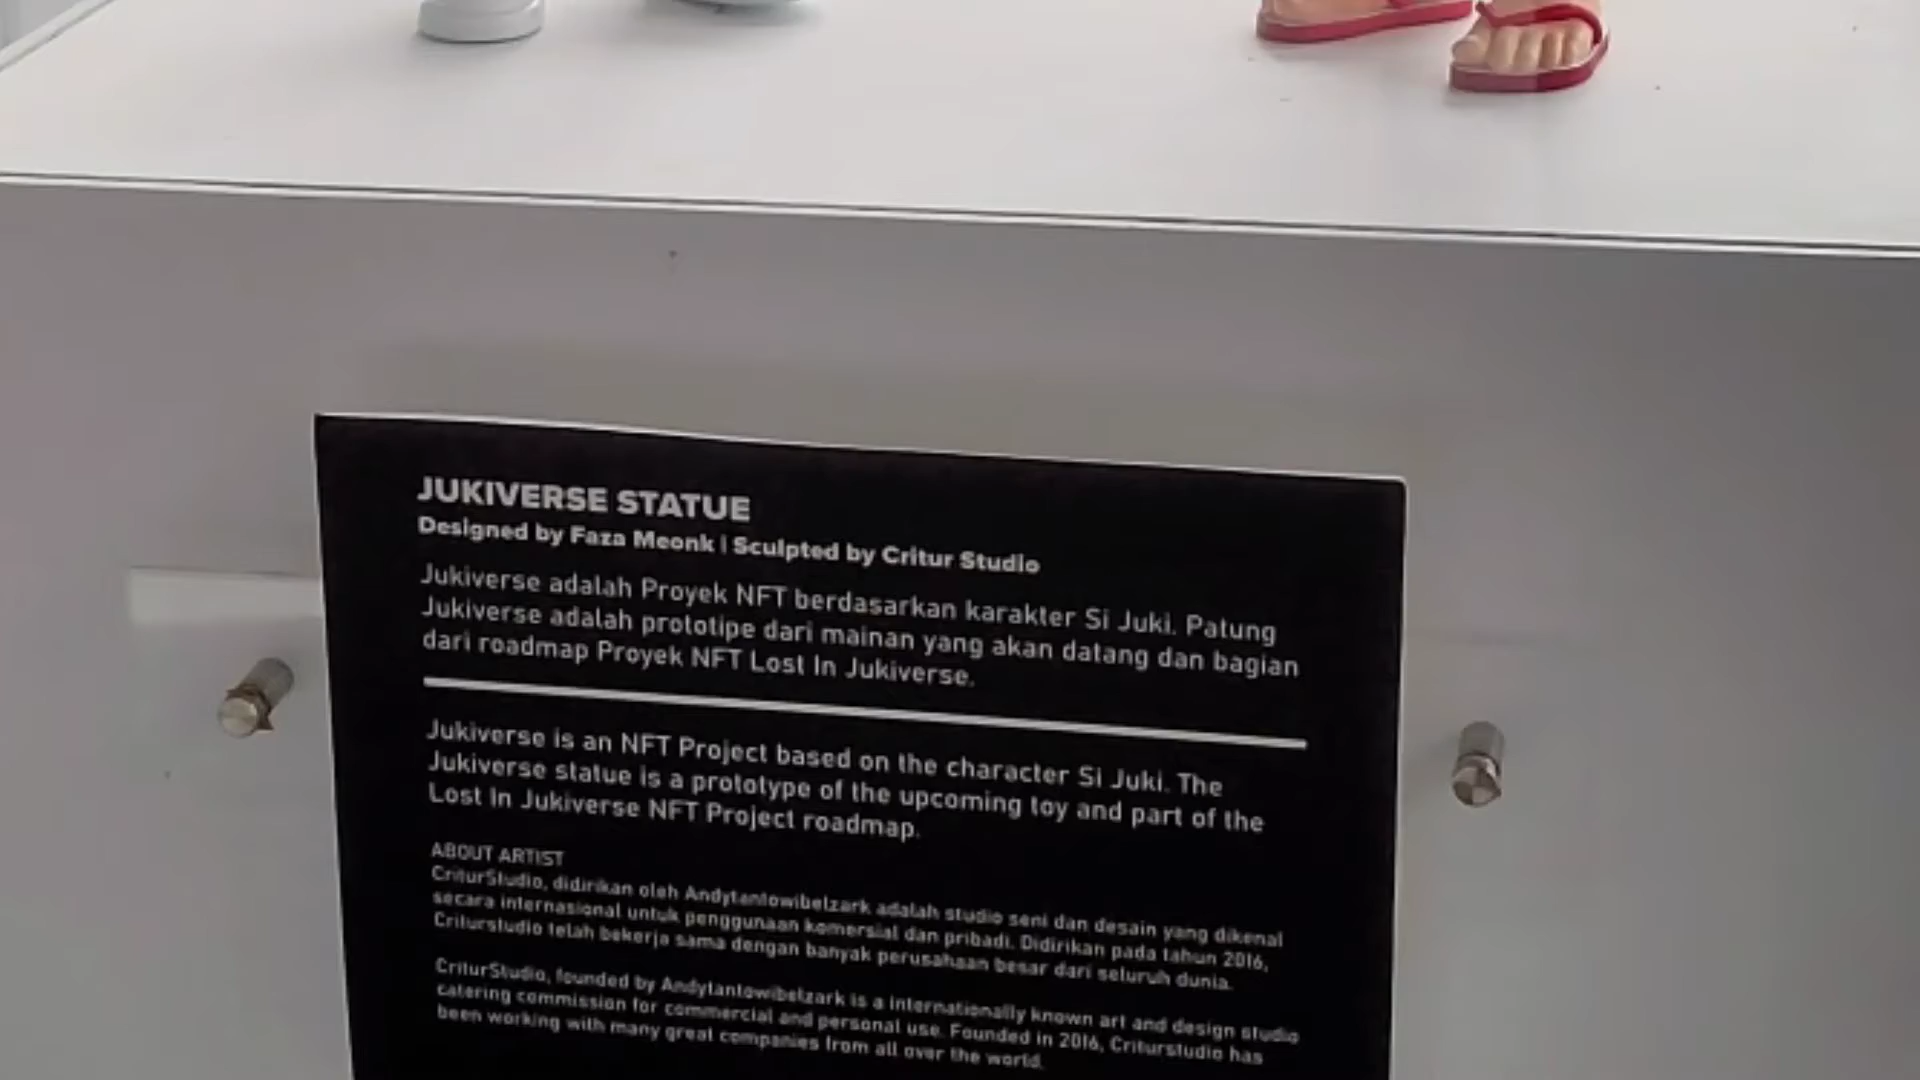 JUKIVERSE STATUE
Designed by Faza Meonk | Sculpted by Critur Studio
Jukiverse adalah Proyek NFT berdasarkan karakter Si Juki. Patung
Jukiverse adalah prototipe dari mainan yang akan datang dan bagian
dari roadmap Proyek NFT Lost In Jukiverse.
Jukiverse is an NFT Project based on the character Si Juki. The
Jukiverse statue is a prototype of the upcoming toy and part of the
Lost In Jukiverse NFT Project roadmap.
ABOUT ARTIST
CriturStudio, didirikan oleh Andytantowibelzark adalah studio seni dan desain yang dikenal
secara internasional untuk penggunaan komersial dan pribadi. Didirikan pada tahun 2016,
Criturstudio telah bekerja sama dengan banyak perusahaan besar dari seluruh dunia.
CriturStudio, founded by Andytantowibelzark is a internationally known art and design studio
catering commission for commercial and personal use. Founded in 2016, Criturstudio has
been working with many great companies from all over the world.